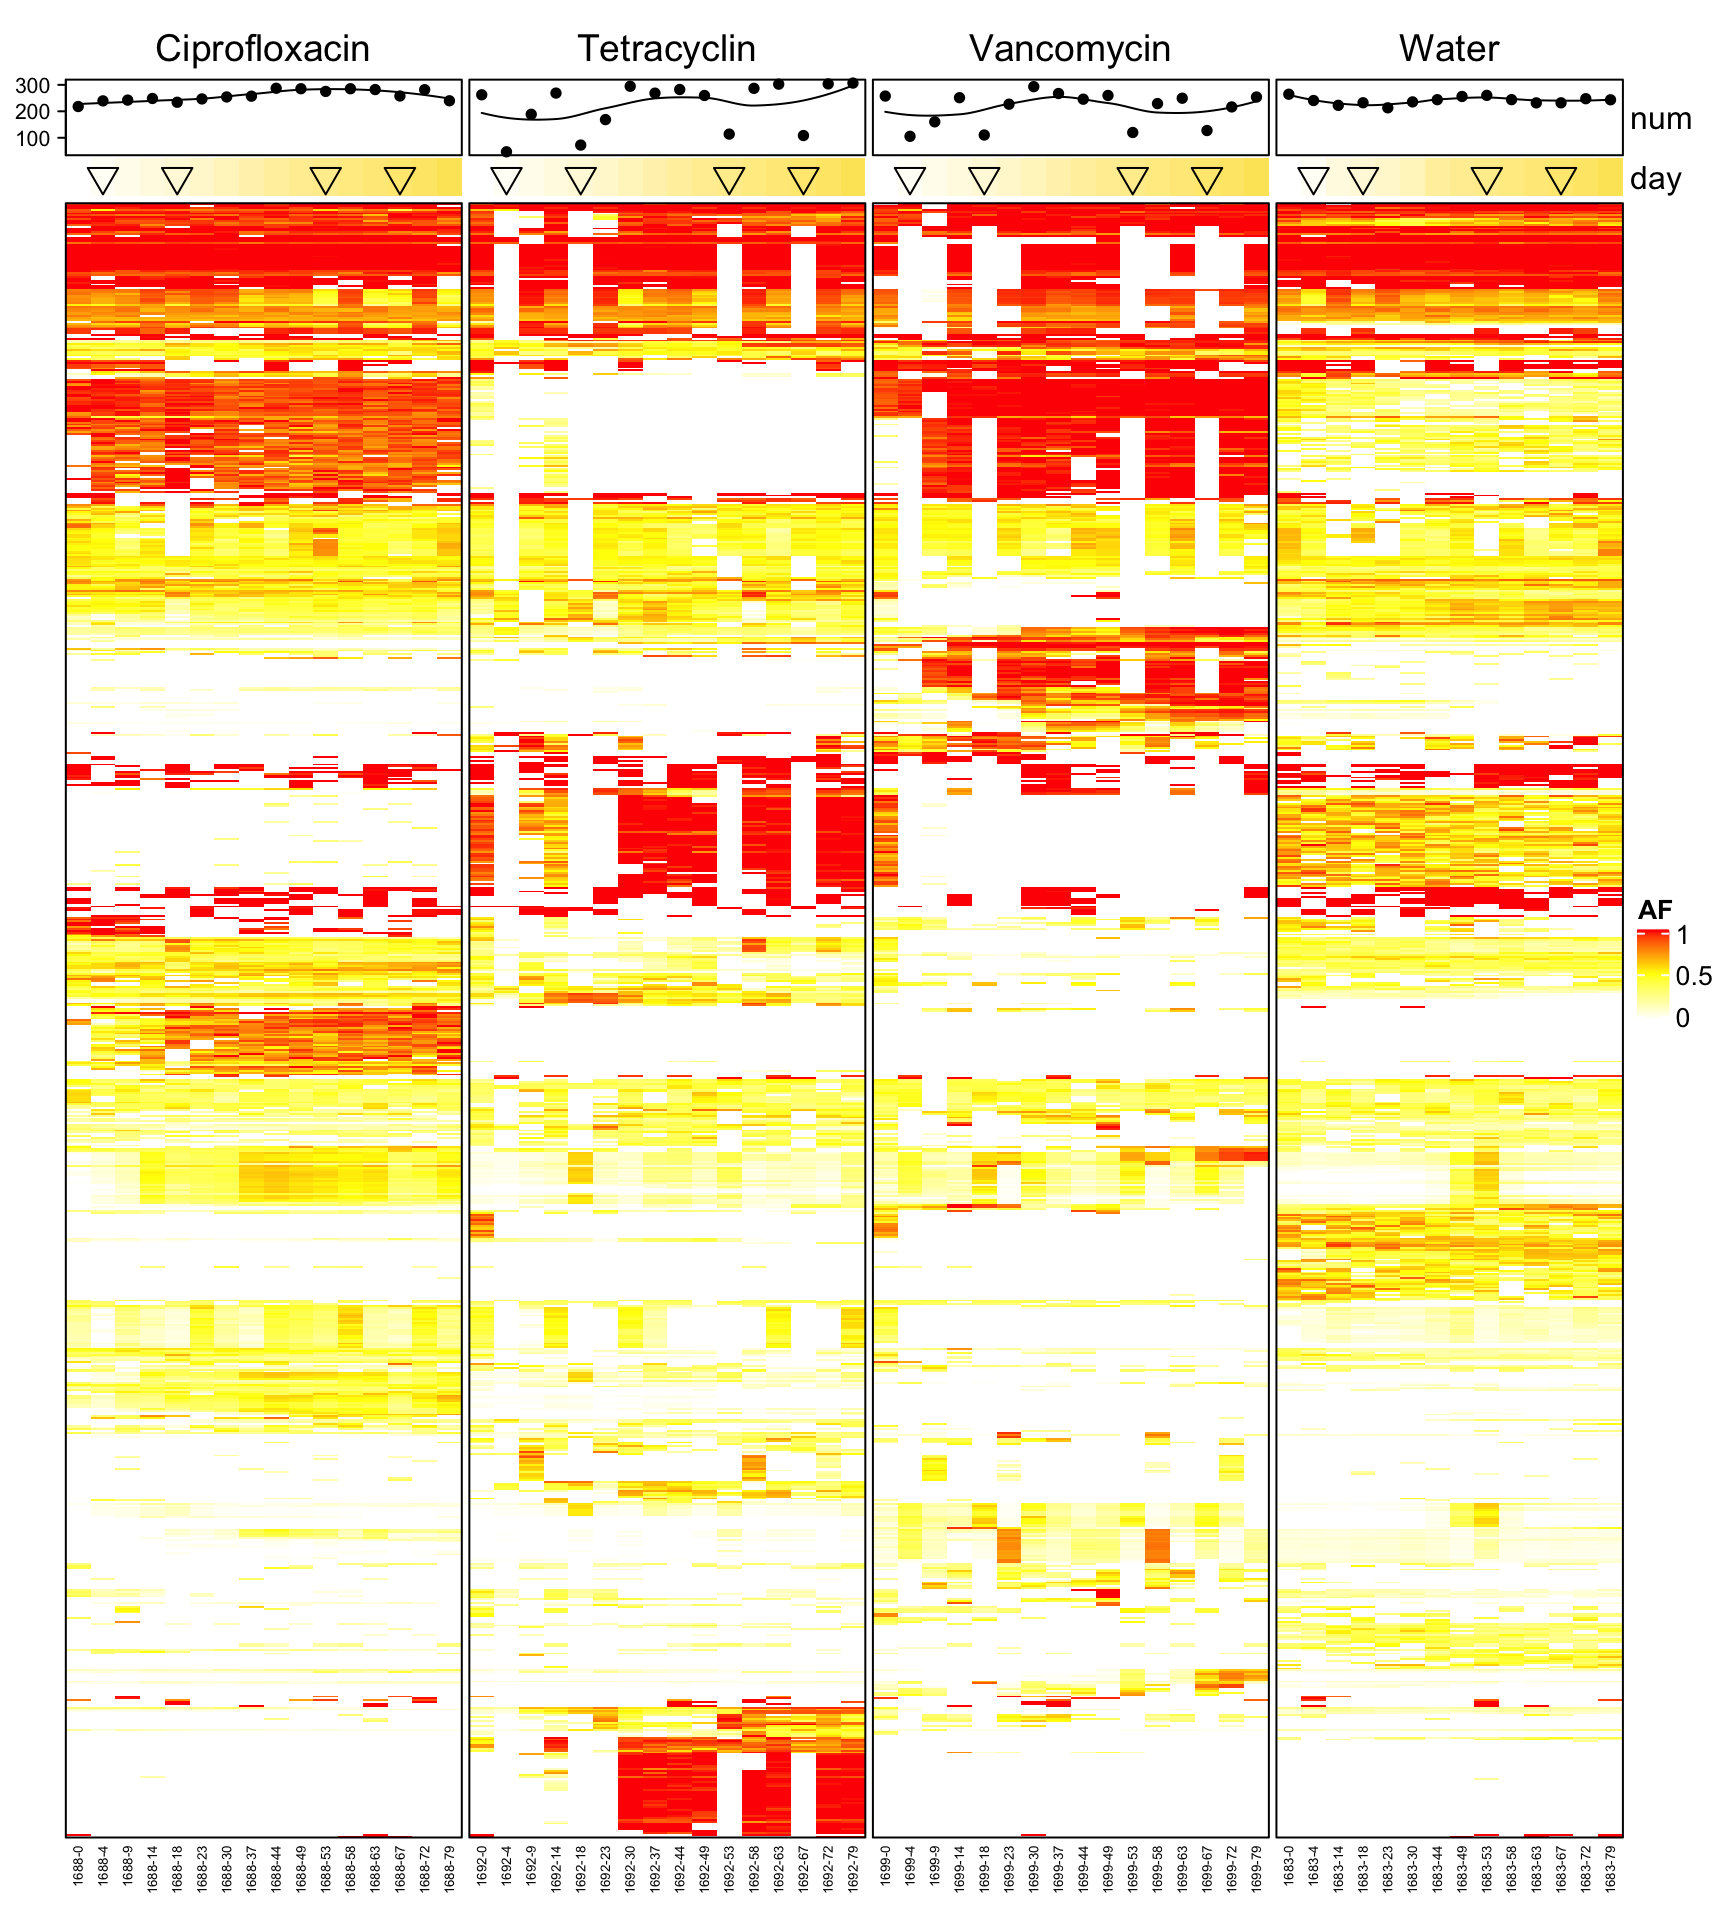 Ciprofloxacin Tetracyclin Vancomycin Water
300
200
100
num
day
AF
1
0.5
0
1688-0 1688-4 1688-9 1688-14 1688-18 1688-23 1688-30 1688-37 1688-44 1688-49 1688-53 1688-58 1688-63 1688-67 1688-72 1688-79 1692-0 1692-4 1692-9 1692-14 1692-18 1692-23 1692-30 1692-37 1692-44 1692-49 1692-53 1692-58 1692-63 1692-67 1692-72 1692-79 1699-0 1699-4 1699-9 1699-14 1699-18 1699-23 1699-30 1699-37 1699-44 1699-49 1699-53 1699-58 1699-63 1699-67 1699-72 1699-79 1683-0 1683-4 1683-14 1683-18 1683-23 1683-30 1683-44 1683-49 1683-53 1683-58 1683-63 1683-67 1683-72 1683-79